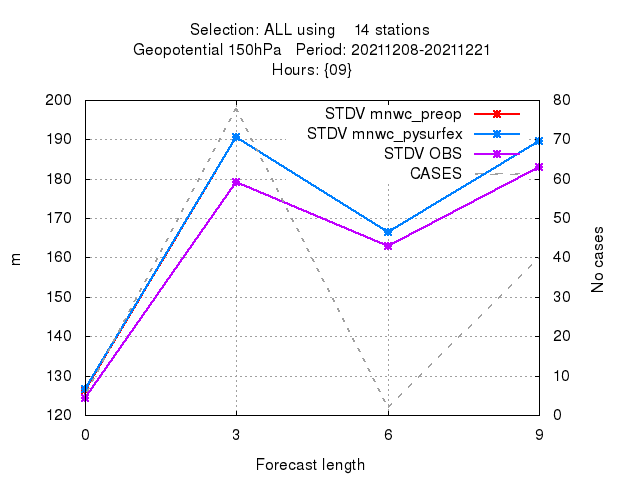 Selection: ALL using 14 stations
Geopotential 150hPa Period: 20211208-20211221
Hours: {09}
200 80
STDV mnwc_preop
190 70
STDV mnwc_pysurfex
STDV OBS
180 60
CASES
170 50
160 40
m
No cases
150 30
140 20
130 10
120 0
0 3 6 9
Forecast length